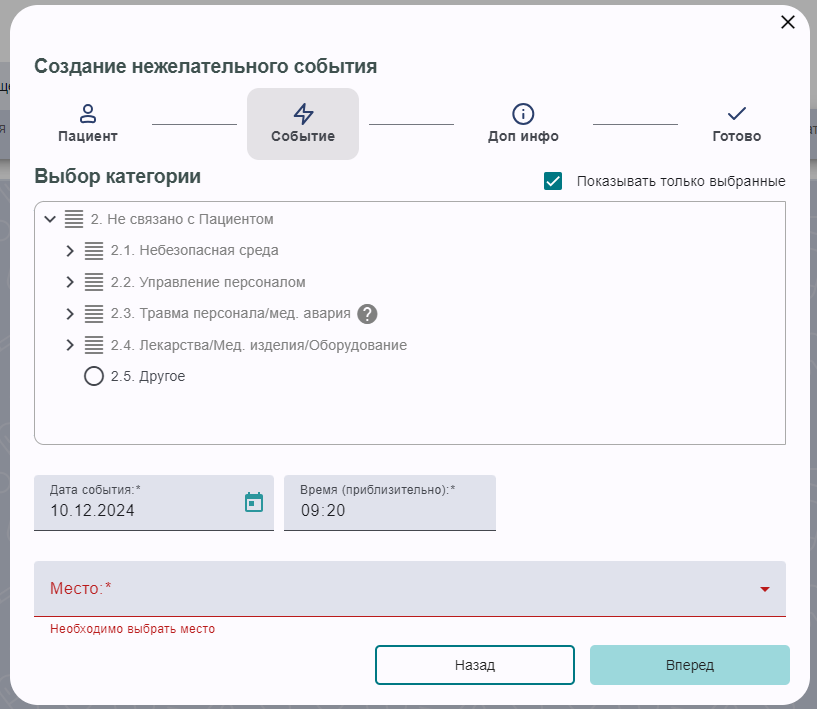 Создание нежелательного события
Пациент
Событие
Доп инфо
Готово
Выбор категории
Показывать только выбранные
2. Не связано с Пациентом
2.1. Небезопасная среда
2.2. Управление персоналом
2.3. Травма персонала/мед. авария ?
2.4. Лекарства/Мед. изделия/Оборудование
2.5. Другое
Дата события:*
10.12.2024
Время (приблизительно):*
09:20
Место:*
Необходимо выбрать место
Назад
Вперед